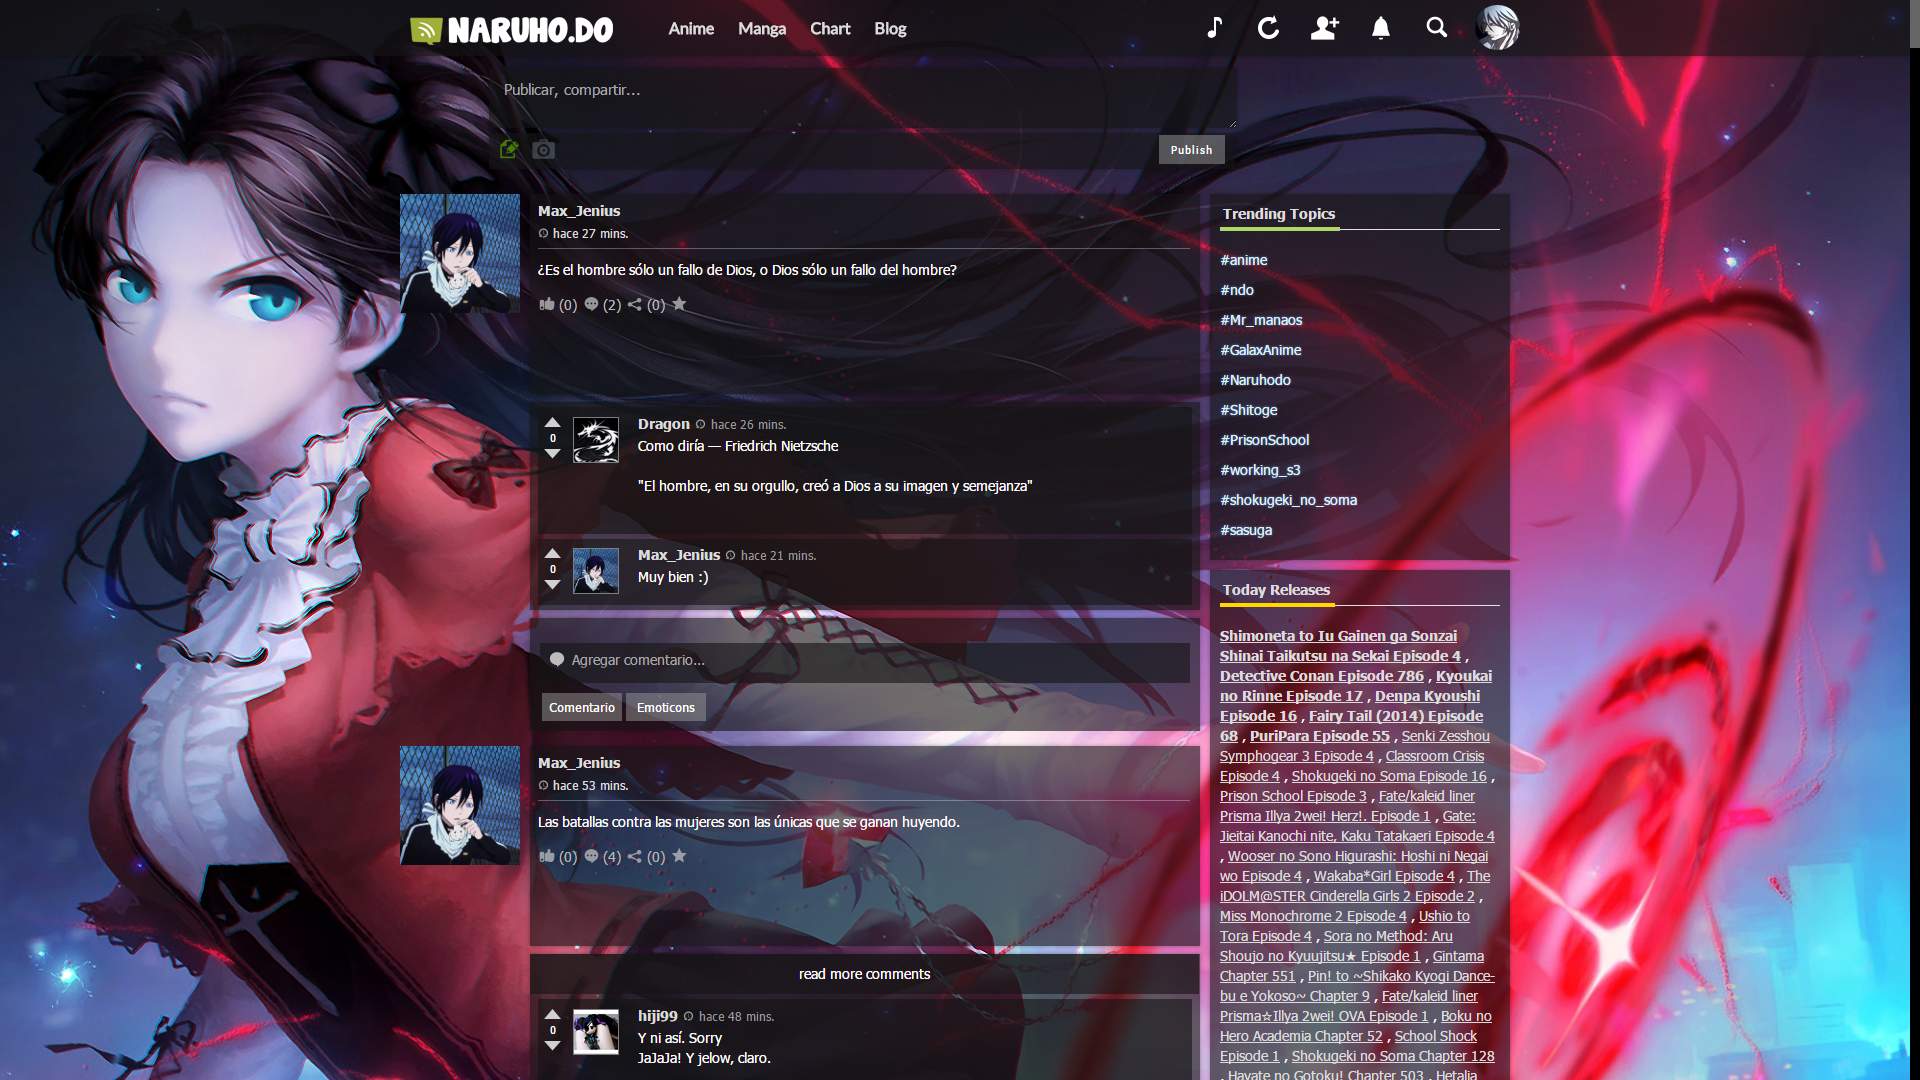 NARUHO.DO
Anime Manga Chart Blog
Publicar, compartir...
Publish
Max_Jenius
hace 27 mins.
¿Es el hombre sólo un fallo de Dios, o Dios sólo un fallo del hombre?
(0) (2) (0)
0
Dragon hace 26 mins.
Como diría — Friedrich Nietzsche
"El hombre, en su orgullo, creó a Dios a su imagen y semejanza"
0
Max_Jenius hace 21 mins.
Muy bien :)
Agregar comentario...
Comentario Emoticons
Max_Jenius
hace 53 mins.
Las batallas contra las mujeres son las únicas que se ganan huyendo.
(0) (4) (0)
read more comments
0
hiji99 hace 48 mins.
Y ni así. Sorry
JaJaJa! Y jelow, claro.
Trending Topics
#anime
#ndo
#Mr_manaos
#GalaxAnime
#Naruhodo
#Shitoge
#PrisonSchool
#working_s3
#shokugeki_no_soma
#sasuga
Today Releases
Shimoneta to Iu Gainen ga Sonzai
Shinai Taikutsu na Sekai Episode 4 ,
Detective Conan Episode 786 , Kyoukai
no Rinne Episode 17 , Denpa Kyoushi
Episode 16 , Fairy Tail (2014) Episode
68 , PuriPara Episode 55 , Senki Zesshou
Symphogear 3 Episode 4 , Classroom Crisis
Episode 4 , Shokugeki no Soma Episode 16 ,
Prison School Episode 3 , Fate/kaleid liner
Prisma Illya 2wei! Herz!. Episode 1 , Gate:
Jieitai Kanochi nite, Kaku Tatakaeri Episode 4
, Wooser no Sono Higurashi: Hoshi ni Negai
wo Episode 4 , Wakaba*Girl Episode 4 , The
iDOLM@STER Cinderella Girls 2 Episode 2 ,
Miss Monochrome 2 Episode 4 , Ushio to
Tora Episode 4 , Sora no Method: Aru
Shoujo no Kyuujitsu★ Episode 1 , Gintama
Chapter 551 , Pin! to ~Shikako Kyogi Dance-
bu e Yokoso~ Chapter 9 , Fate/kaleid liner
Prisma☆Illya 2wei! OVA Episode 1 , Boku no
Hero Academia Chapter 52 , School Shock
Episode 1 , Shokugeki no Soma Chapter 128
, Hayate no Gotoku! Chapter 503 , Hetalia